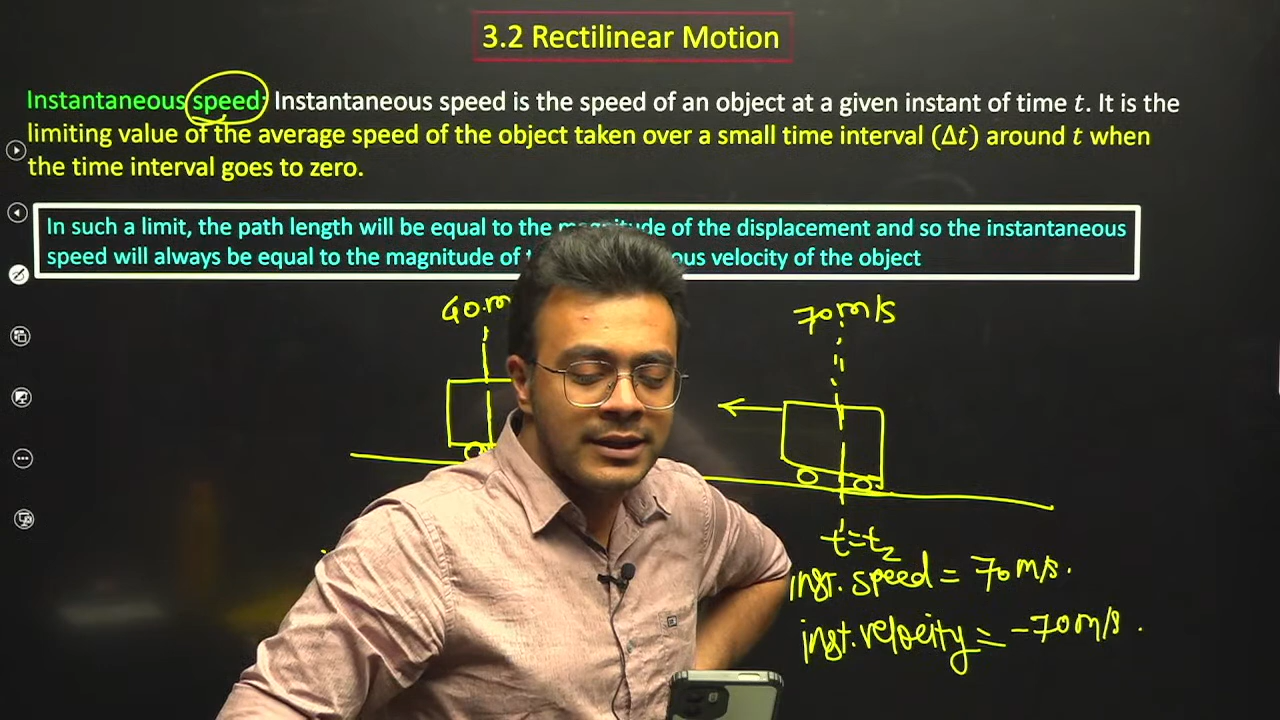 3.2 Rectilinear Motion
Instantaneous speed: Instantaneous speed is the speed of an object at a given instant of time t. It is the
limiting value of the average speed of the object taken over a small time interval (Δt) around t when
the time interval goes to zero.
In such a limit, the path length will be equal to the magnitude of the displacement and so the instantaneous
speed will always be equal to the magnitude of ous velocity of the object
70m/s
t=t₂
inst. speed = 70m/s.
inst. velocity = -70m/s.